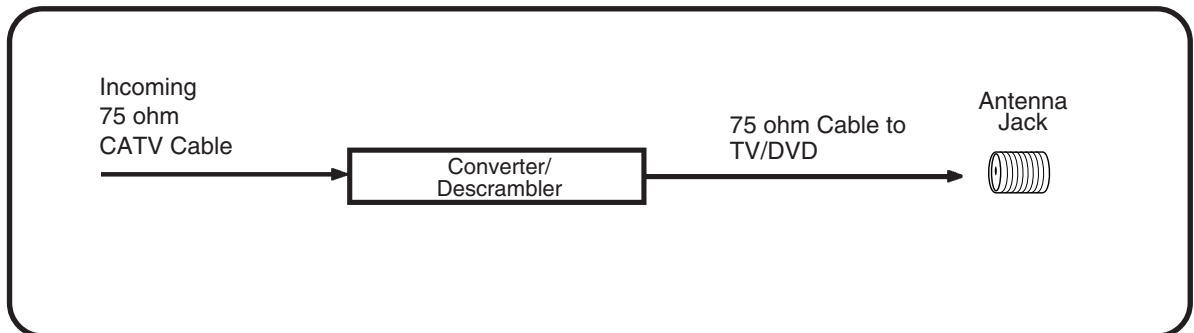 Incoming
75 ohm
CATV Cable
Converter/
Descrambler
75 ohm Cable to
TV/DVD
Antenna
Jack